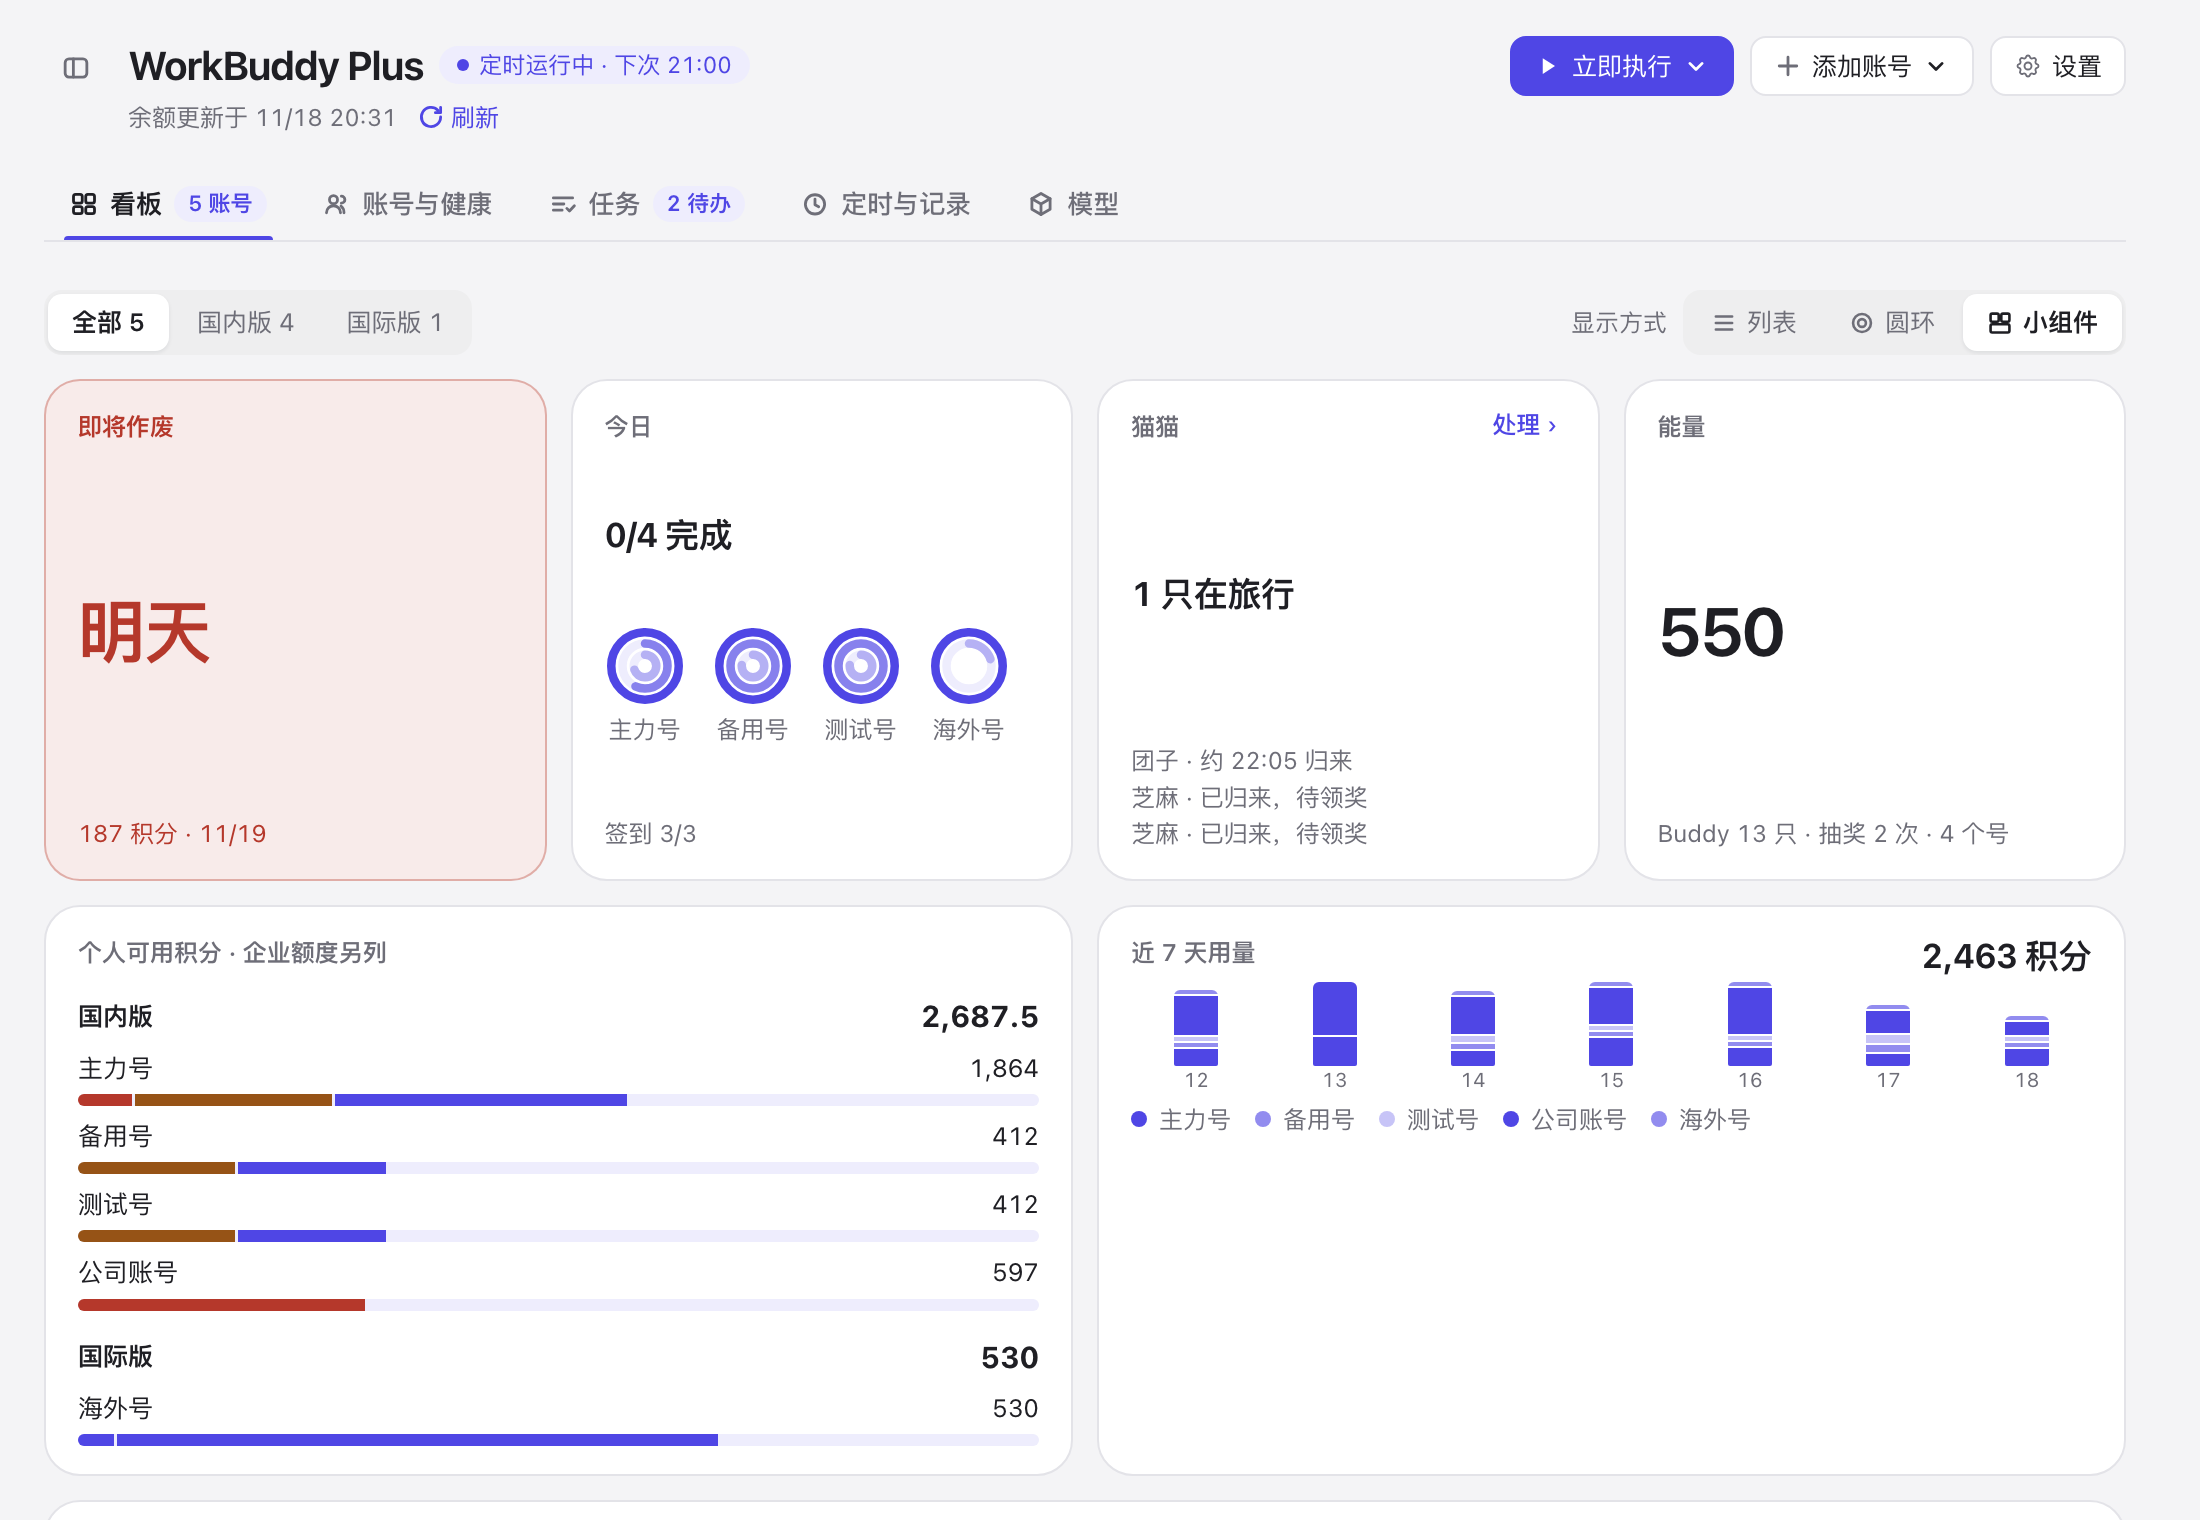 WorkBuddy Plus
定时运行中 · 下次 21:00
立即执行
添加账号
设置
余额更新于 11/18 20:31
刷新
看板
5 账号
账号与健康
任务
2 待办
定时与记录
模型
全部 5
国内版 4
国际版 1
显示方式
列表
圆环
小组件
即将作废
明天
187 积分 · 11/19
今日
0/4 完成
主力号
备用号
测试号
海外号
签到 3/3
猫猫
处理 ›
1 只在旅行
团子 · 约 22:05 归来
芝麻 · 已归来，待领奖
芝麻 · 已归来，待领奖
能量
550
Buddy 13 只 · 抽奖 2 次 · 4 个号
个人可用积分 · 企业额度另列
国内版 2,687.5
主力号 1,864
备用号 412
测试号 412
公司账号 597
国际版 530
海外号 530
近 7 天用量
2,463 积分
12 13 14 15 16 17 18
主力号 备用号 测试号 公司账号 海外号